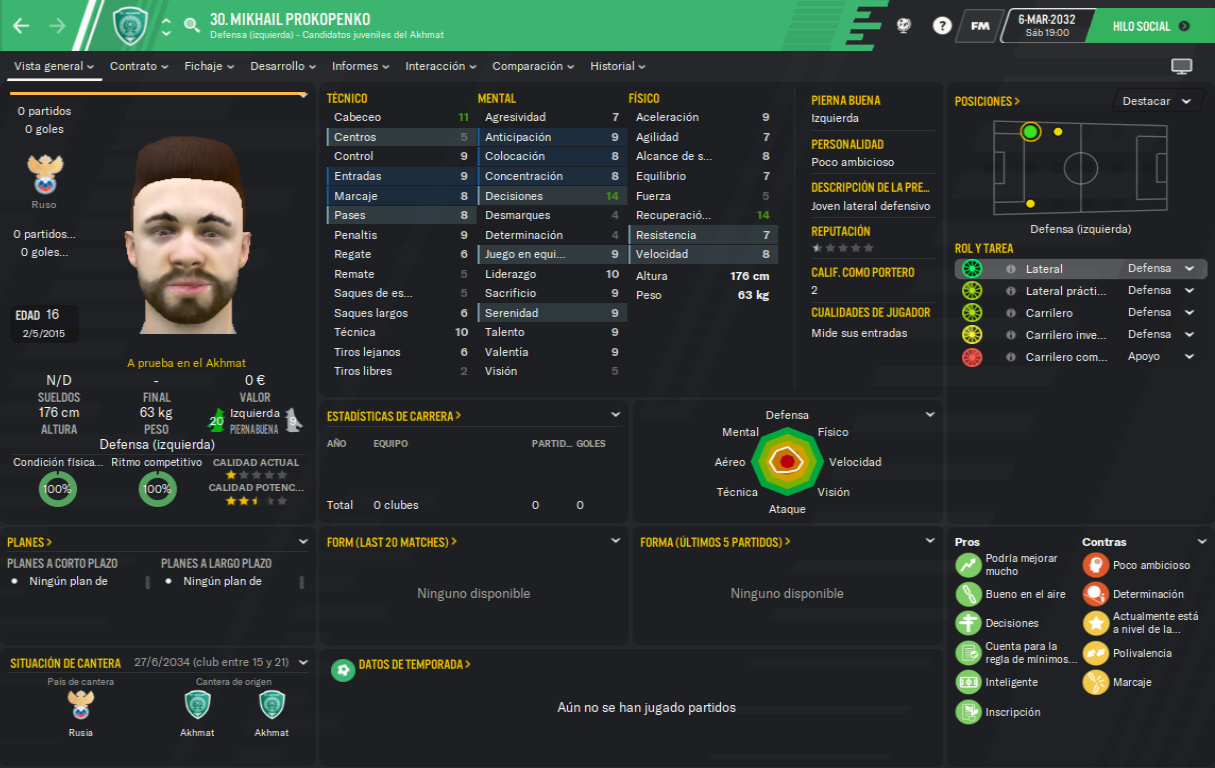 30. MIKHAIL PROKOPENKO
Defensa (izquierda) - Candidatos juveniles del Akhmat
?
FM
6-MAR-2032
Sáb 19:00
HILO SOCIAL
Vista general
Contrato
Fichaje
Desarrollo
Informes
Interacción
Comparación
Historial
0 partidos
0 goles
Ruso
0 partidos...
0 goles...
EDAD 16
2/5/2015
A prueba en el Akhmat
N/D
SUELDOS
-
FINAL
0 €
VALOR
176 cm
ALTURA
63 kg
PESO
20
Izquierda
PIERNA BUENA
9
Defensa (izquierda)
Condición física...
100%
Ritmo competitivo
100%
CALIDAD ACTUAL
CALIDAD POTENC...
TÉCNICO
Cabeceo 11
Centros 5
Control 9
Entradas 9
Marcaje 8
Pases 8
Penaltis 9
Regate 6
Remate 5
Saques de es... 5
Saques largos 6
Técnica 10
Tiros lejanos 6
Tiros libres 2
MENTAL
Agresividad 7
Anticipación 9
Colocación 8
Concentración 8
Decisiones 14
Desmarques 4
Determinación 4
Juego en equi... 9
Liderazgo 10
Sacrificio 9
Serenidad 9
Talento 9
Valentía 9
Visión 5
FÍSICO
Aceleración 9
Agilidad 7
Alcance de s... 8
Equilibrio 7
Fuerza 5
Recuperació... 14
Resistencia 7
Velocidad 8
Altura 176 cm
Peso 63 kg
PIERNA BUENA
Izquierda
PERSONALIDAD
Poco ambicioso
DESCRIPCIÓN DE LA PRE...
Joven lateral defensivo
REPUTACIÓN
CALIF. COMO PORTERO
2
CUALIDADES DE JUGADOR
Mide sus entradas
POSICIONES >
Destacar
Defensa (izquierda)
ROL Y TAREA
Lateral Defensa
Lateral prácti... Defensa
Carrilero Defensa
Carrilero inve... Defensa
Carrilero com... Apoyo
ESTADÍSTICAS DE CARRERA >
AÑO EQUIPO PARTID... GOLES
Total 0 clubes 0 0
Defensa
Físico
Velocidad
Visión
Ataque
Técnica
Aéreo
Mental
PLANES >
PLANES A CORTO PLAZO
Ningún plan de
PLANES A LARGO PLAZO
Ningún plan de
FORM (LAST 20 MATCHES) >
Ninguno disponible
FORMA (ÚLTIMOS 5 PARTIDOS) >
Ninguno disponible
Pros
Podría mejorar
mucho
Bueno en el aire
Decisiones
Cuenta para la
regla de mínimos...
Inteligente
Inscripción
Contras
Poco ambicioso
Determinación
Actualmente está
a nivel de la...
Polivalencia
Marcaje
SITUACIÓN DE CANTERA 27/6/2034 (club entre 15 y 21)
País de cantera
Rusia
Cantera de origen
Akhmat
Akhmat
DATOS DE TEMPORADA >
Aún no se han jugado partidos